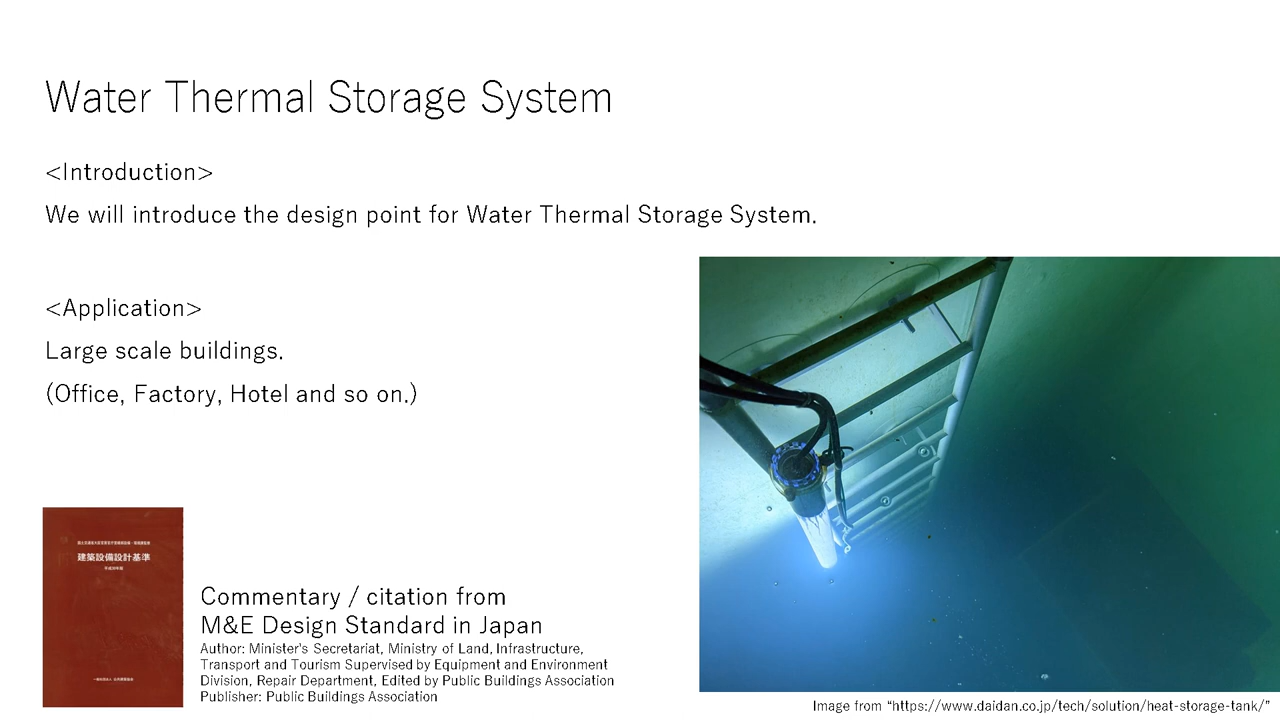 Water Thermal Storage System
<Introduction>
We will introduce the design point for Water Thermal Storage System.
<Application>
Large scale buildings.
(Office, Factory, Hotel and so on.)
建築設備設計基準
Commentary / citation from
M&E Design Standard in Japan
Author: Minister's Secretariat, Ministry of Land, Infrastructure,
Transport and Tourism Supervised by Equipment and Environment
Division, Repair Department, Edited by Public Buildings Association
Publisher: Public Buildings Association
Image from “https://www.daidan.co.jp/tech/solution/heat-storage-tank/”